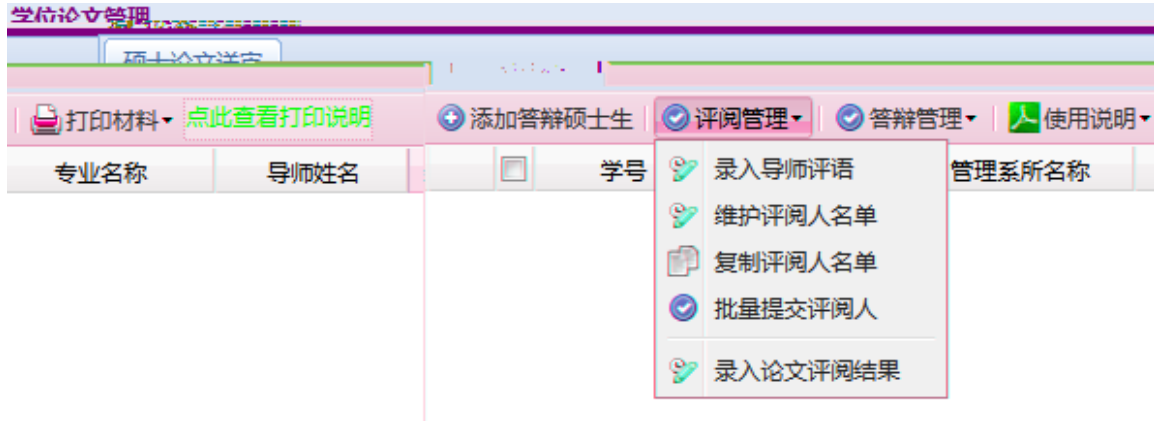 学位论文管理
硕士论文送审
打印材料 点此查看打印说明 添加答辩硕士生 评阅管理 答辩管理 使用说明
专业名称 导师姓名 学号 管理系所名称
录入导师评语
维护评阅人名单
复制评阅人名单
批量提交评阅人
录入论文评阅结果